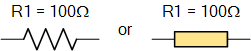 R1 = 100Ω
or
R1 = 100Ω